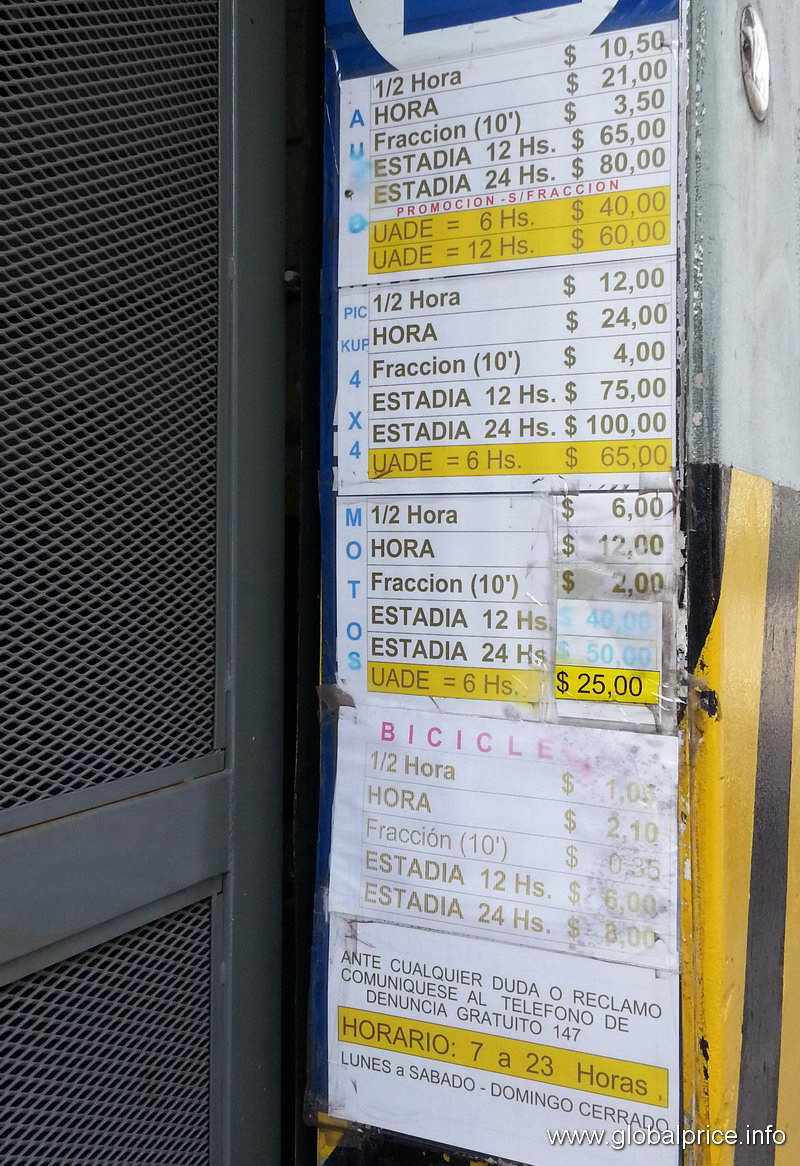 1/2 Hora $ 10,50
HORA $ 21,00
Fraccion (10') $ 3,50
ESTADIA 12 Hs. $ 65,00
ESTADIA 24 Hs. $ 80,00
PROMOCION -S/FRACCION
UADE = 6 Hs. $ 40,00
UADE = 12 Hs. $ 60,00
PIC
KUP
4
X
4
1/2 Hora $ 12,00
HORA $ 24,00
Fraccion (10') $ 4,00
ESTADIA 12 Hs. $ 75,00
ESTADIA 24 Hs. $ 100,00
UADE = 6 Hs. $ 65,00
M
O
T
O
S
1/2 Hora $ 6,00
HORA $ 12,00
Fraccion (10') $ 2,00
ESTADIA 12 Hs $ 40,00
ESTADIA 24 Hs $ 50,00
UADE = 6 Hs. $ 25,00
BICICLE
1/2 Hora $ 1,05
HORA $ 2,10
Fracción (10') $ 0,35
ESTADIA 12 Hs. $ 6,00
ESTADIA 24 Hs. $ 8,00
ANTE CUALQUIER DUDA O RECLAMO
COMUNIQUESE AL TELEFONO DE
DENUNCIA GRATUITO 147
HORARIO: 7 a 23 Horas
LUNES a SABADO - DOMINGO CERRADO
www.globalprice.info